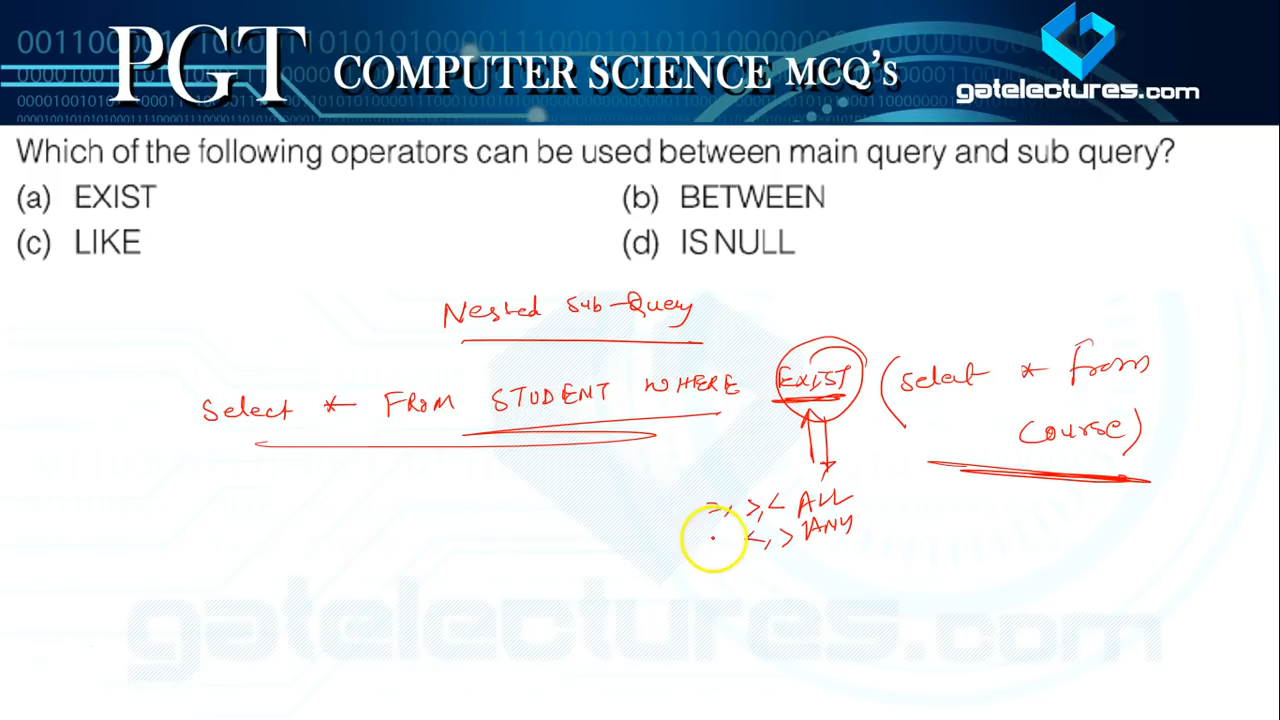 PGT COMPUTER SCIENCE MCQ's
gatelectures.com
Which of the following operators can be used between main query and sub query?
(a) EXIST (b) BETWEEN
(c) LIKE (d) IS NULL
Nested Sub-Query
Select * FROM STUDENT WHERE EXIST (Select * From
Course)
=, >, < ALL
<, > ANY
gatelectures.com